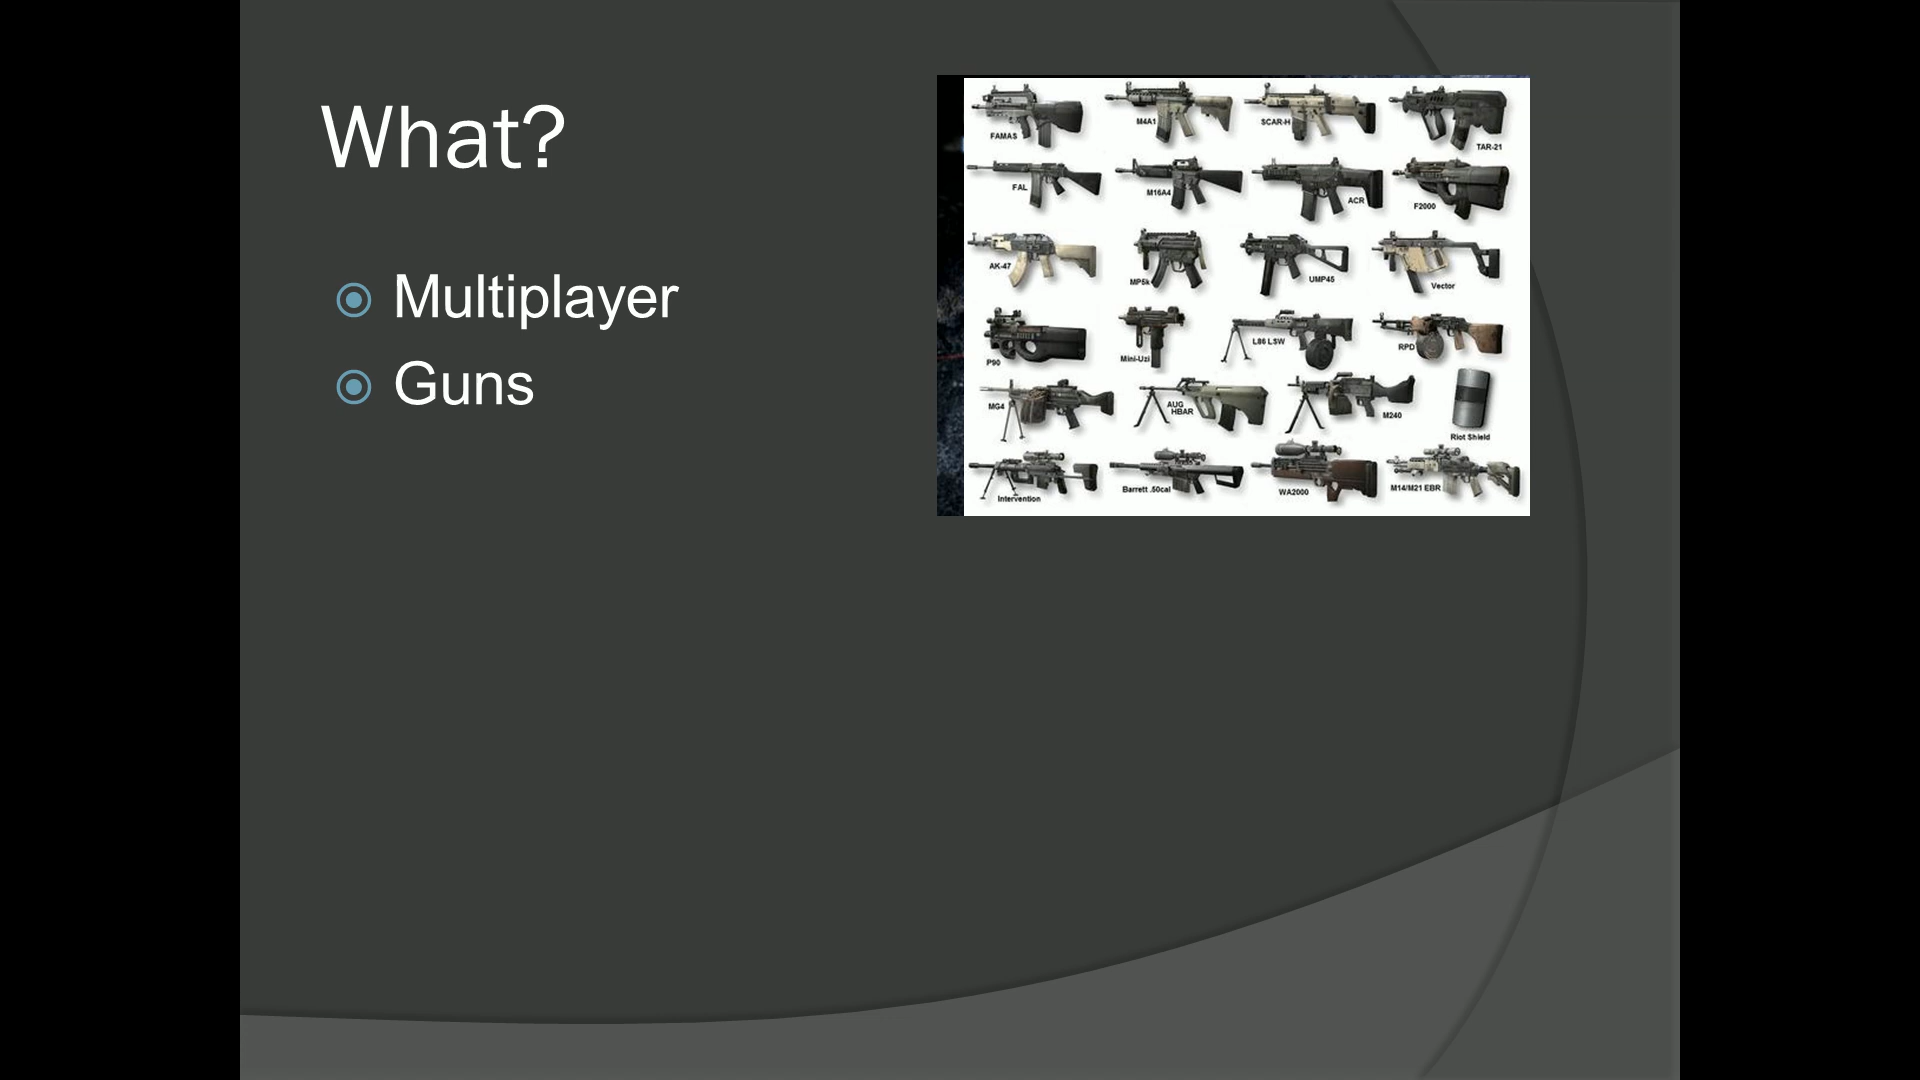 What?
Multiplayer
Guns
FAMAS
M4A1
SCAR-H
TAR-21
FAL
M16A4
ACR
F2000
AK-47
MP5k
UMP45
Vector
P90
Mini-Uzi
L86 LSW
RPD
MG4
AUG
HBAR
M240
Riot Shield
Intervention
Barrett .50cal
WA2000
M14/M21 EBR